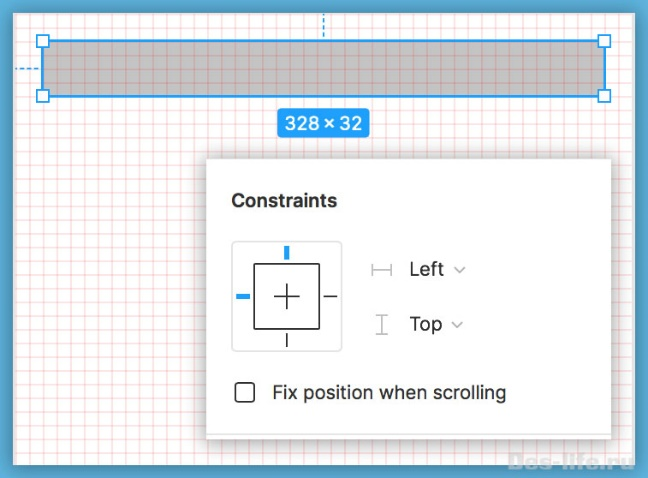 328 × 32
Constraints
Left
Top
Fix position when scrolling
Des-life.ru